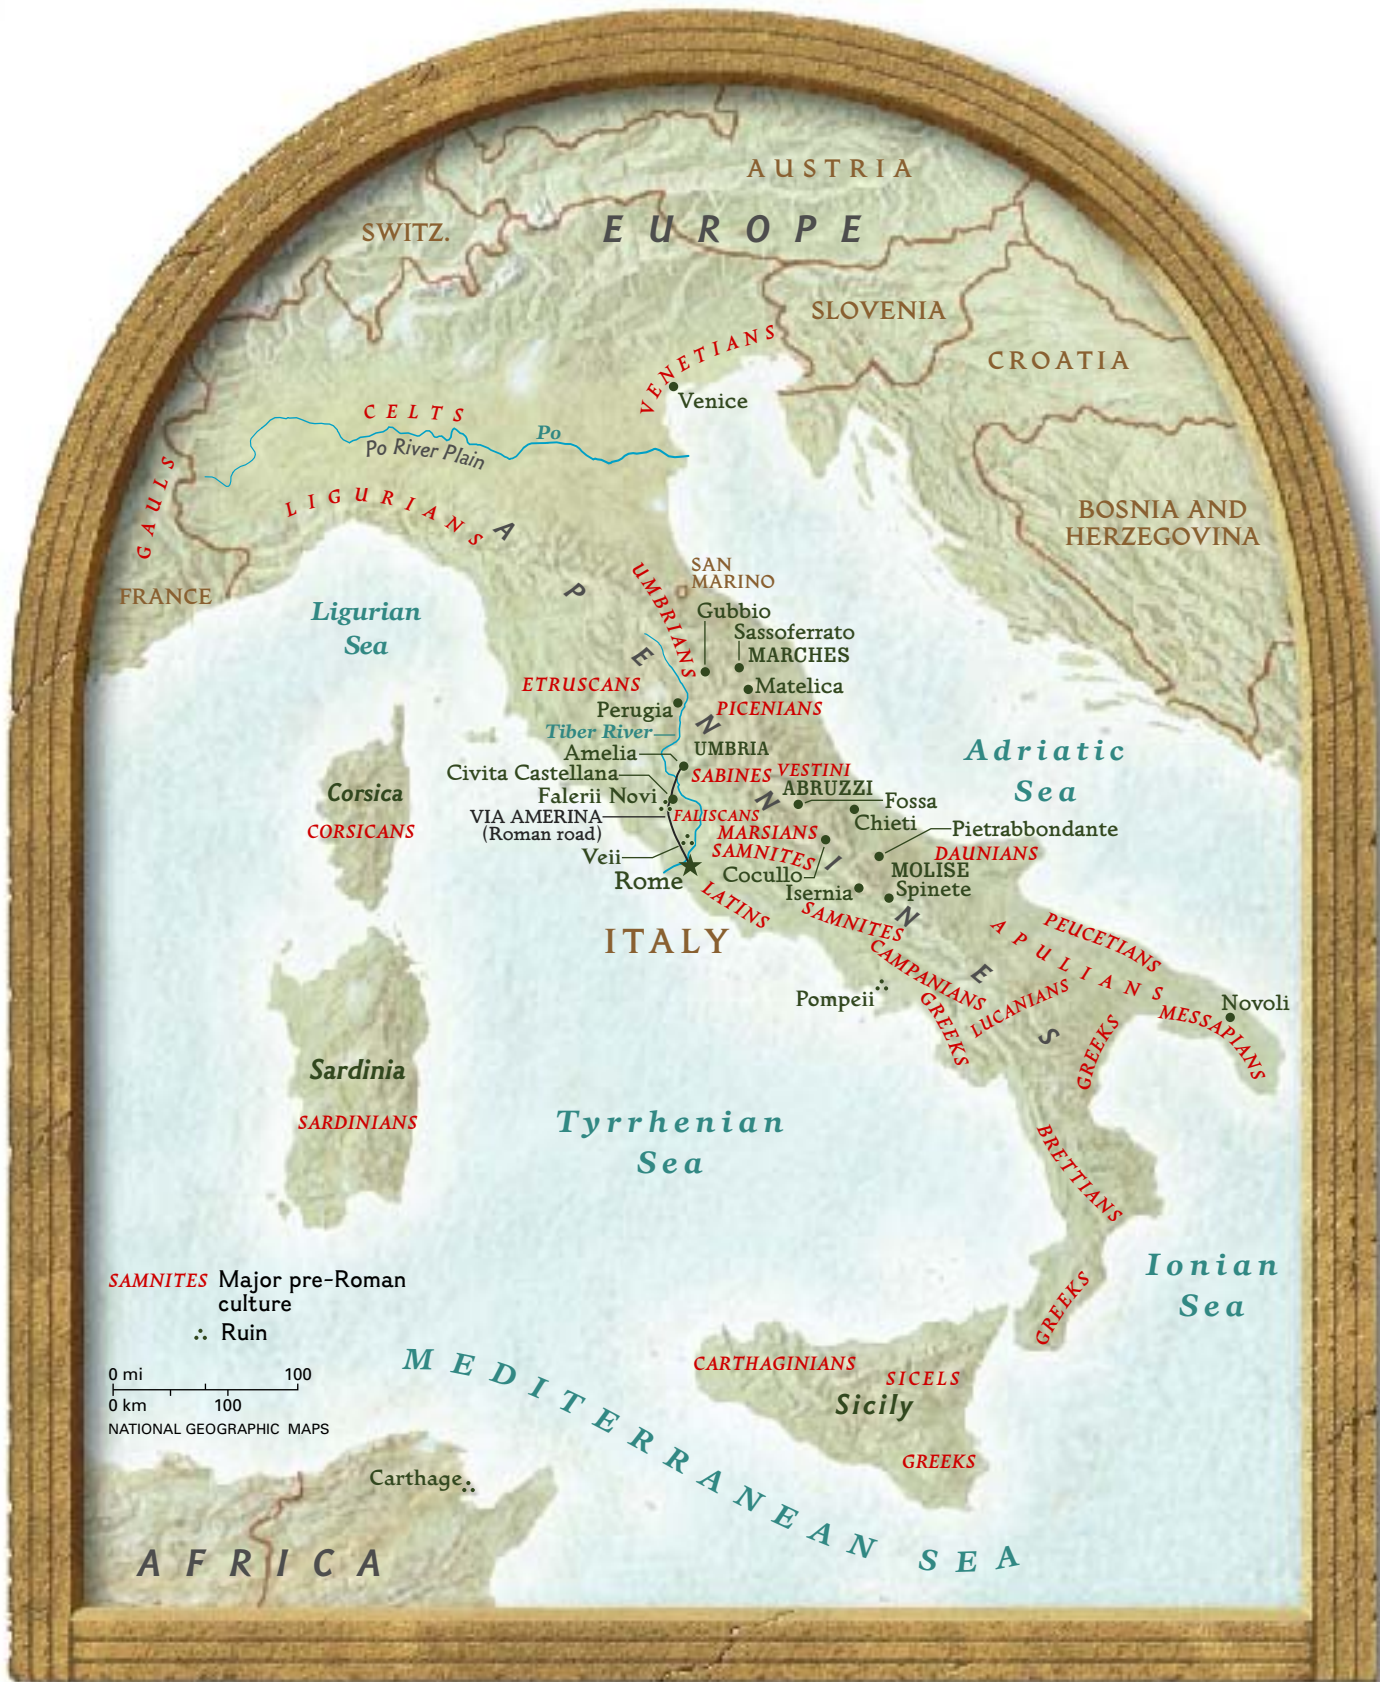 AUSTRIA
SWITZ.
EUROPE
SLOVENIA
CROATIA
VENETIANS
Venice
CELTS
Po
Po River Plain
GAULS
LIGURIANS
BOSNIA AND
HERZEGOVINA
FRANCE
SAN
MARINO
APENNINES
UMBRIANS
Ligurian
Sea
Gubbio
Sassoferrato
MARCHES
ETRUSCANS
Matelica
Perugia
PICENIANS
Tiber River
UMBRIA
Amelia
Adriatic
Sea
Civita Castellana
SABINES
VESTINI
ABRUZZI
Corsica
Falerii Novi
Fossa
VIA AMERINA
(Roman road)
FALISCANS
Chieti
CORSICANS
MARSIANS
Pietrabbondante
Veii
SAMNITES
DAUNIANS
Rome
Cocullo
MOLISE
Isernia
Spinete
LATINS
SAMNITES
ITALY
PEUCETIANS
APULIANS
CAMPANIANS
Pompeii
GREEKS
LUCANIANS
Novoli
MESSAPIANS
GREEKS
Sardinia
SARDINIANS
Tyrrhenian
Sea
BRETTIANS
Ionian
Sea
GREEKS
SAMNITES Major pre-Roman
culture
Ruin
CARTHAGINIANS
SICELS
Sicily
GREEKS
0 mi 100
0 km 100
NATIONAL GEOGRAPHIC MAPS
MEDITERRANEAN SEA
Carthage
AFRICA